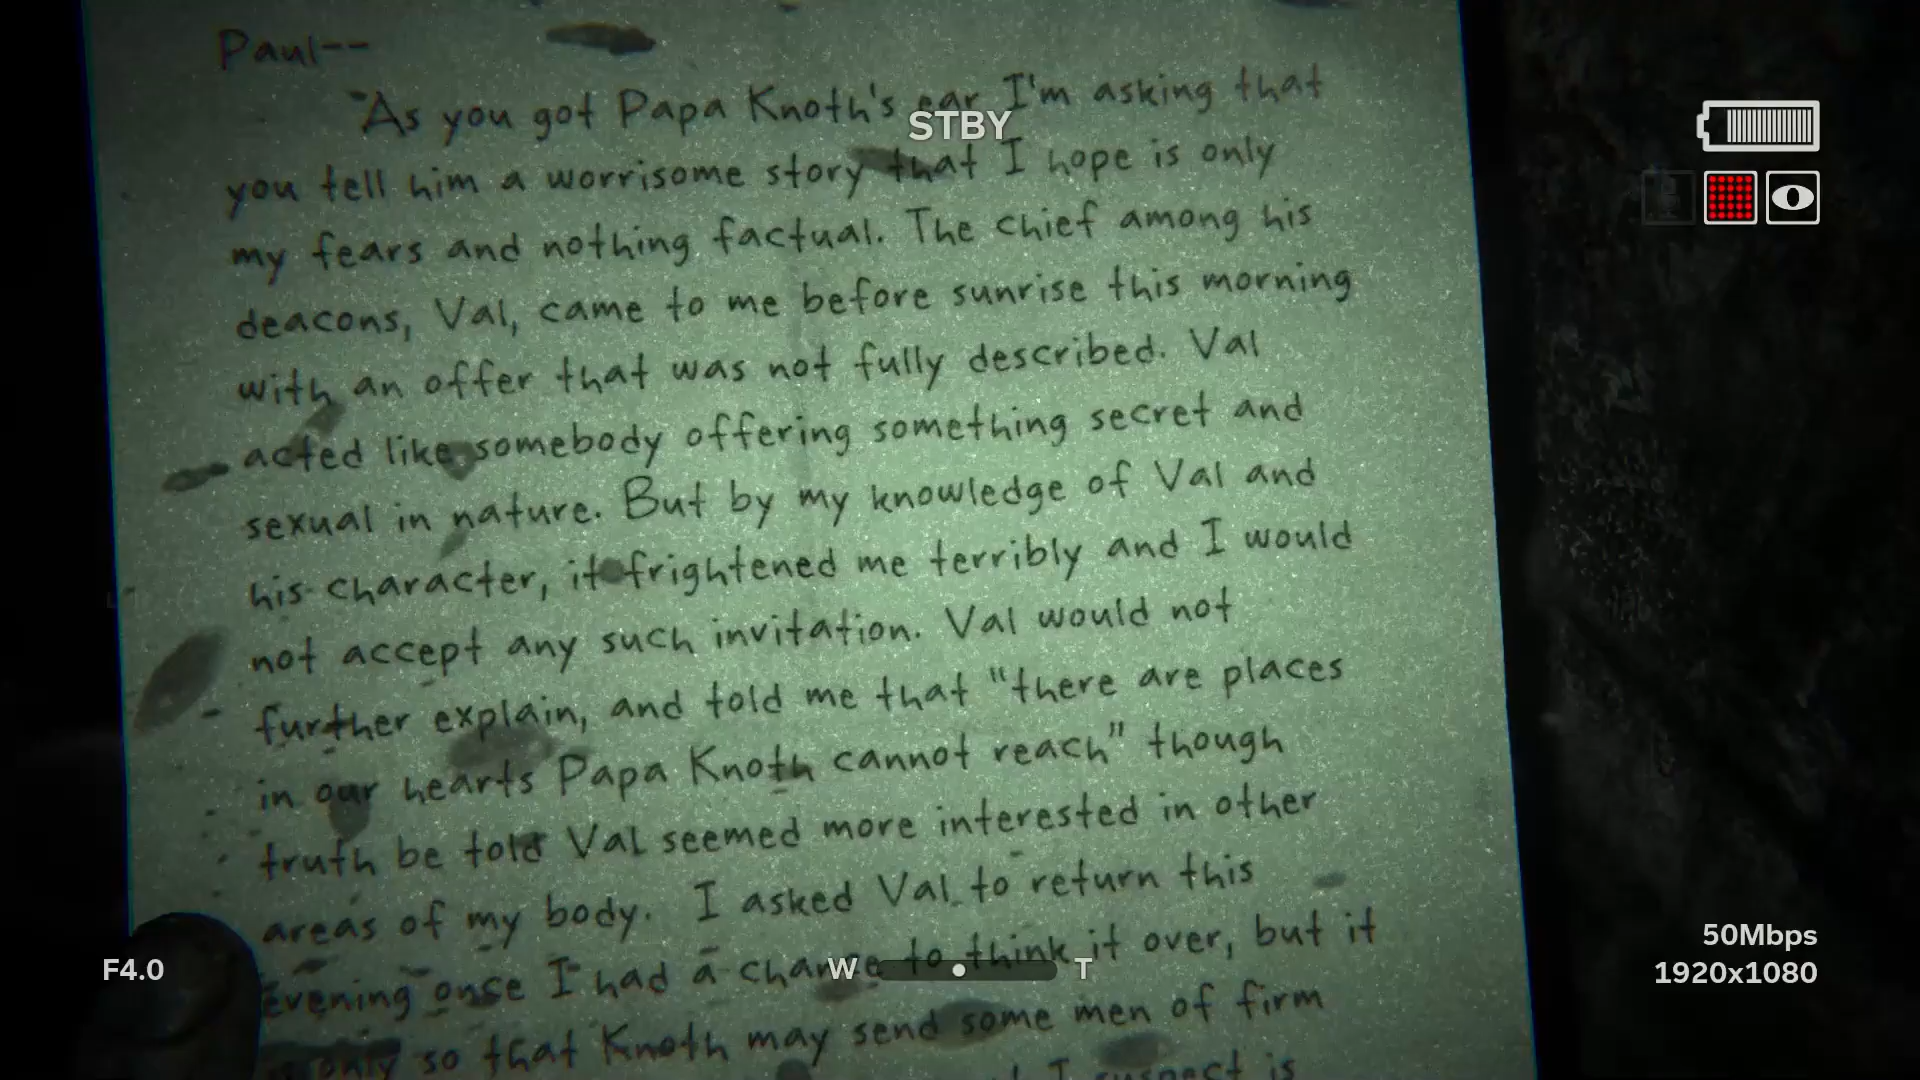 Paul--
"As you got Papa Knoth's ear I'm asking that
STBY
you tell him a worrisome story that I hope is only
my fears and nothing factual. The chief among his
deacons, Val, came to me before sunrise this morning
with an offer that was not fully described. Val
acted like somebody offering something secret and
sexual in nature. But by my knowledge of Val and
his character, it frightened me terribly and I would
not accept any such invitation. Val would not
further explain, and told me that "there are places
in our hearts Papa Knoth cannot reach" though
truth be told Val seemed more interested in other
areas of my body. I asked Val to return this
evening onse I had a chance to think it over, but it
W T
F4.0
50Mbps
1920x1080
only so that Knoth may send some men of firm
I suspect is